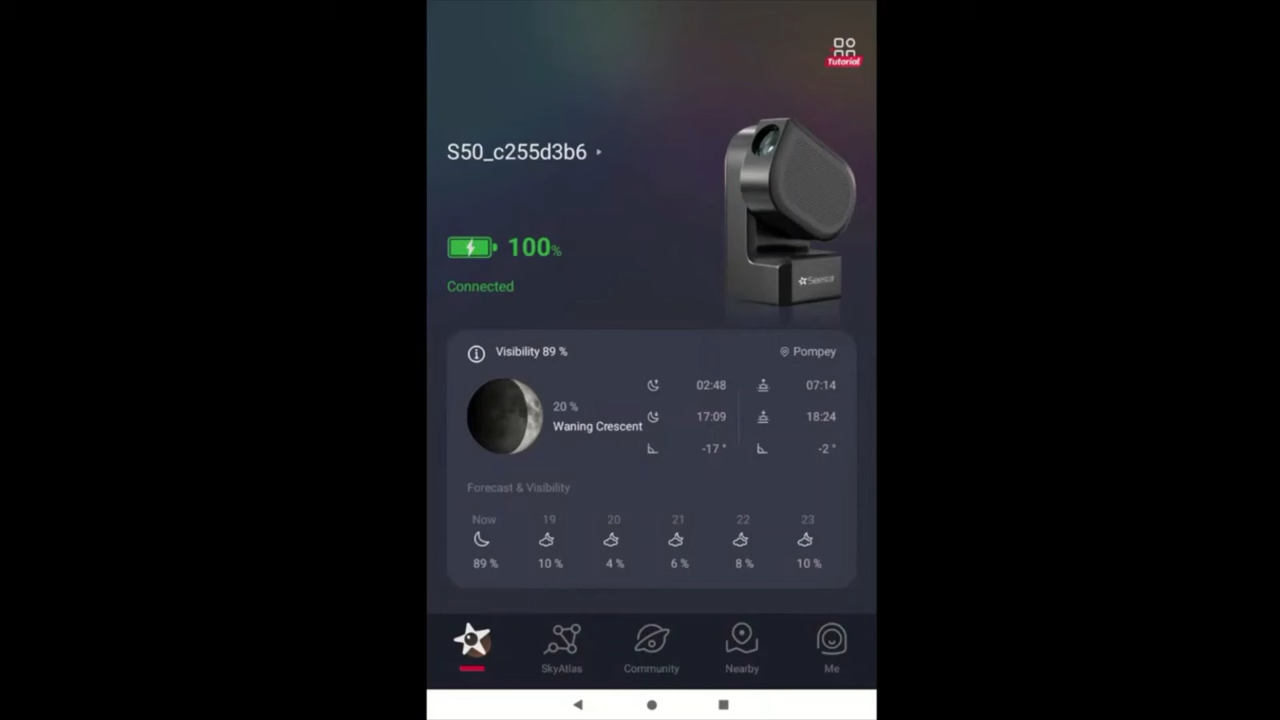 Tutorial
S50_c255d3b6
100%
Connected
Seestar
Visibility 89 %
Pompey
02:48
07:14
20 %
Waning Crescent
17:09
18:24
-17 °
-2 °
Forecast & Visibility
Now 19 20 21 22 23
89 % 10 % 4 % 6 % 8 % 10 %
SkyAtlas Community Nearby Me